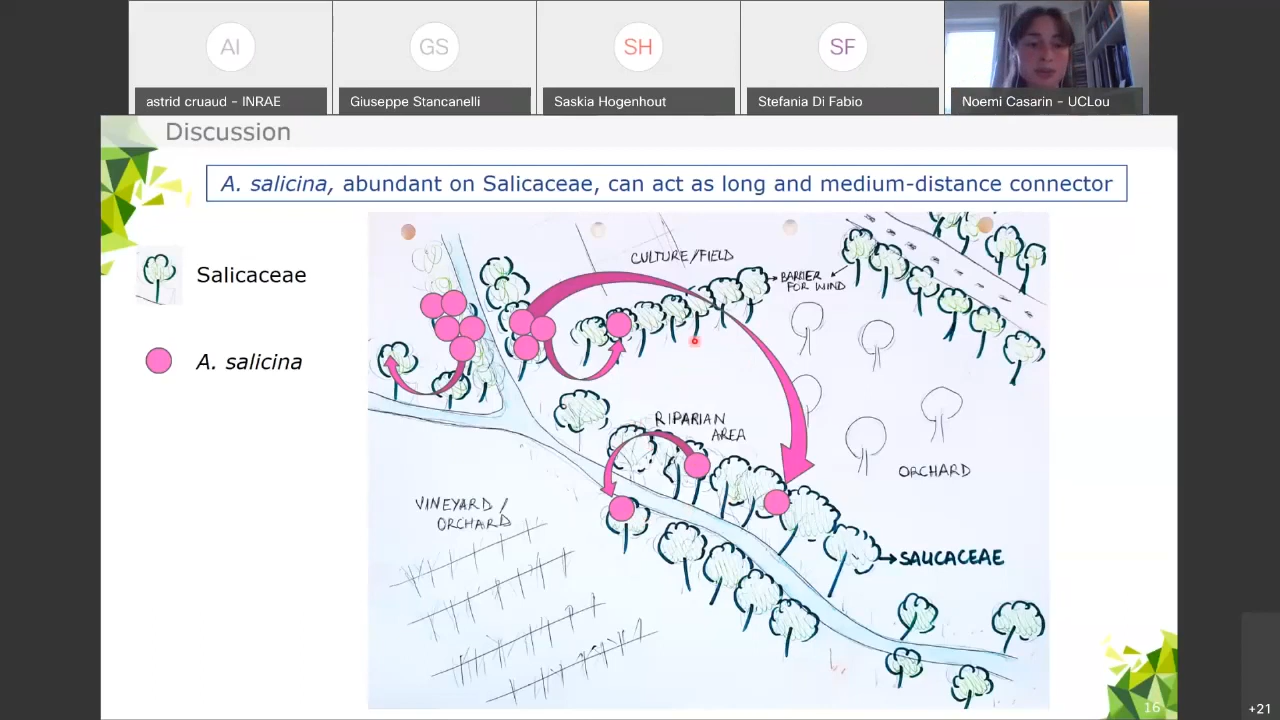 AI
GS
SH
SF
astrid cruaud - INRAE
Giuseppe Stancanelli
Saskia Hogenhout
Stefania Di Fabio
Noemi Casarin - UCLou
Discussion
A. salicina, abundant on Salicaceae, can act as long and medium-distance connector
Salicaceae
A. salicina
CULTURE/FIELD
BARRIER
FOR WIND
RIPARIAN
AREA
ORCHARD
VINEYARD/
ORCHARD
SALICACEAE
16
+21